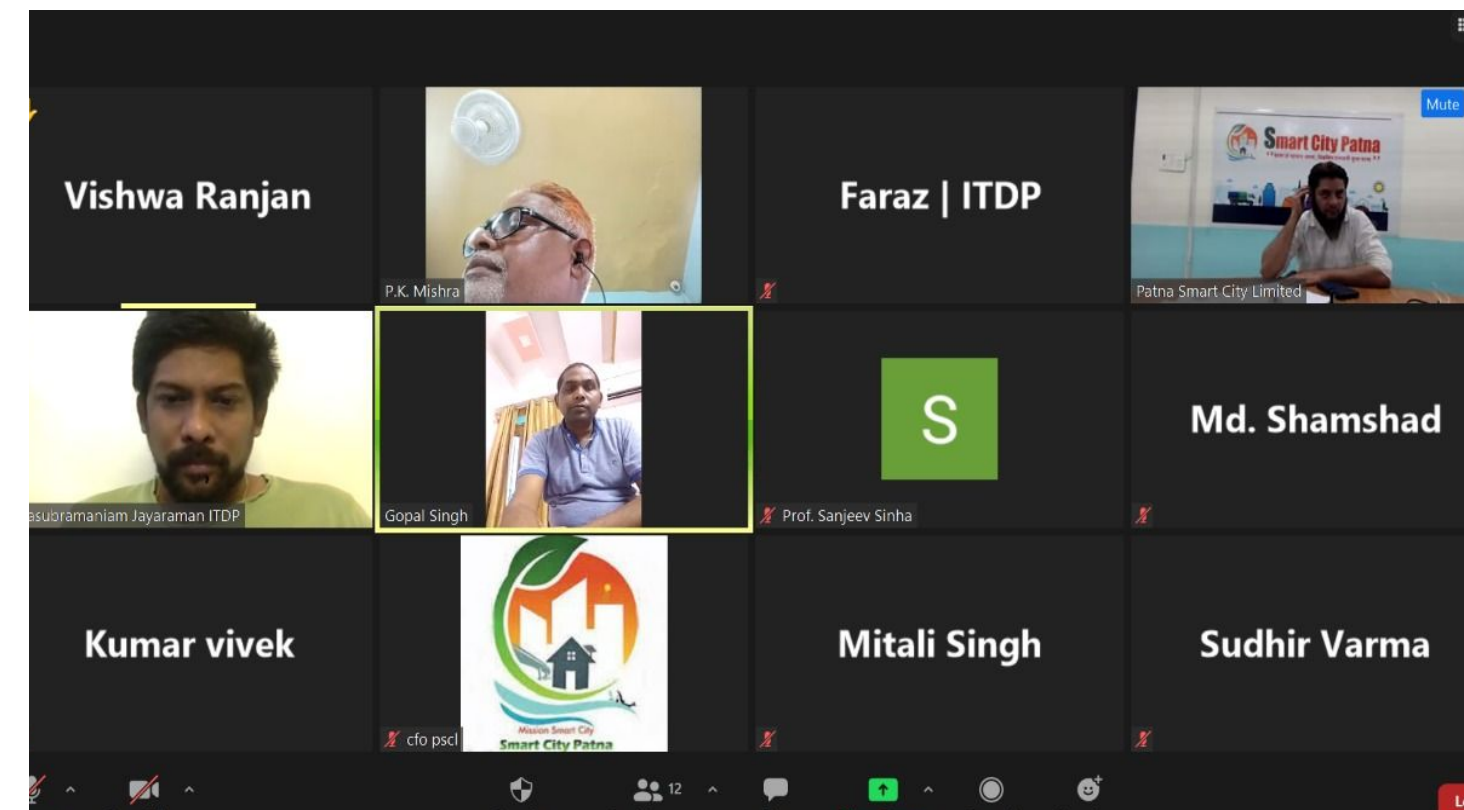 Vishwa Ranjan
P.K. Mishra
Faraz | ITDP
Mute
Smart City Patna
Patna Smart City Limited
asubramaniam Jayaraman ITDP
Gopal Singh
S
Prof. Sanjeev Sinha
Md. Shamshad
Kumar vivek
Mission Smart City
Smart City Patna
cfo pscl
Mitali Singh
Sudhir Varma
12